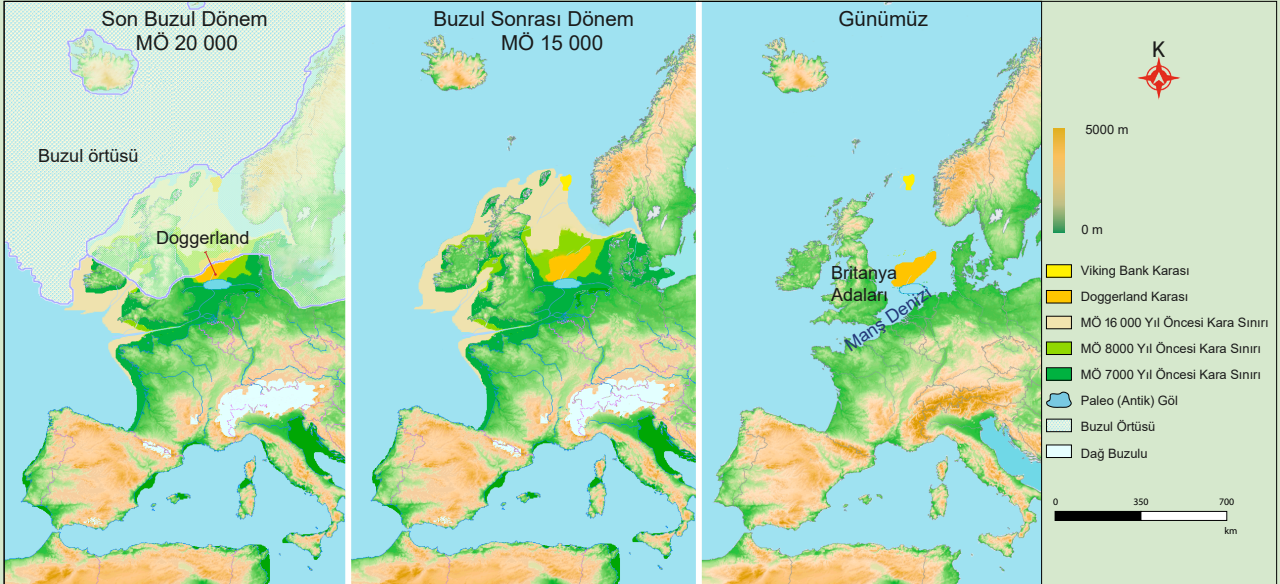 Son Buzul Dönem
MÖ 20 000
Buzul örtüsü
Doggerland
Buzul Sonrası Dönem
MÖ 15 000
Günümüz
Britanya
Adaları
Manş Denizi
K
5000 m
0 m
Viking Bank Karası
Doggerland Karası
MÖ 16 000 Yıl Öncesi Kara Sınırı
MÖ 8000 Yıl Öncesi Kara Sınırı
MÖ 7000 Yıl Öncesi Kara Sınırı
Paleo (Antik) Göl
Buzul Örtüsü
Dağ Buzulu
0 350 700
km